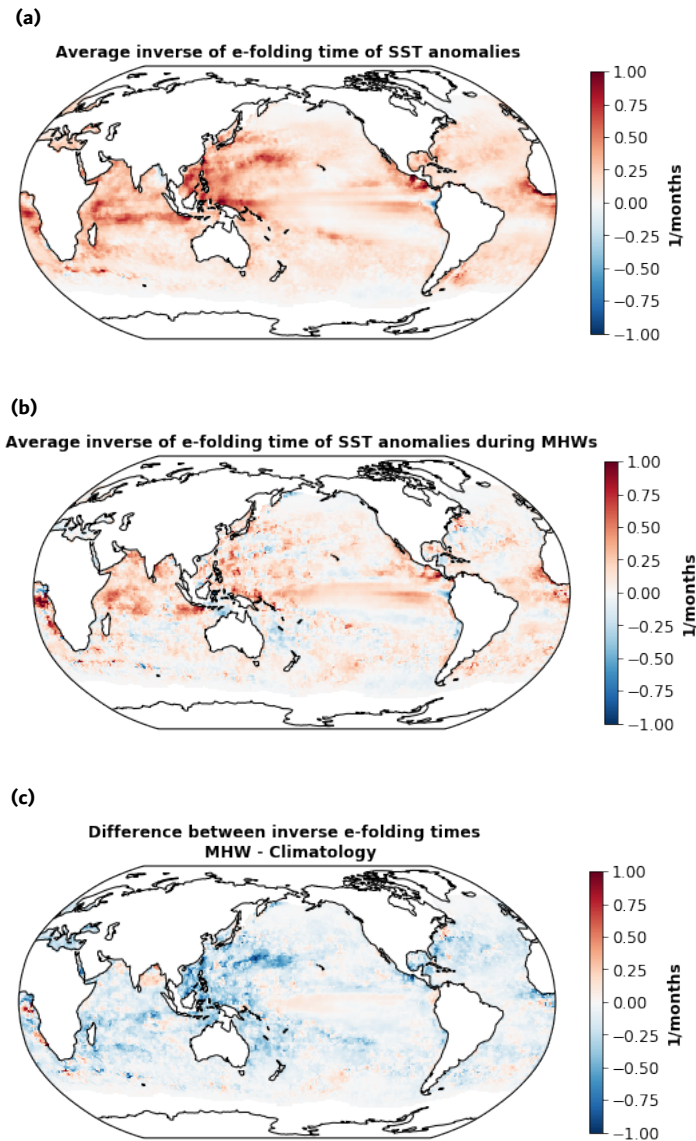 (a)
Average inverse of e-folding time of SST anomalies
1.00
0.75
0.50
0.25
0.00
−0.25
−0.50
−0.75
−1.00
1/months
(b)
Average inverse of e-folding time of SST anomalies during MHWs
1.00
0.75
0.50
0.25
0.00
−0.25
−0.50
−0.75
−1.00
1/months
(c)
Difference between inverse e-folding times
MHW - Climatology
1.00
0.75
0.50
0.25
0.00
−0.25
−0.50
−0.75
−1.00
1/months